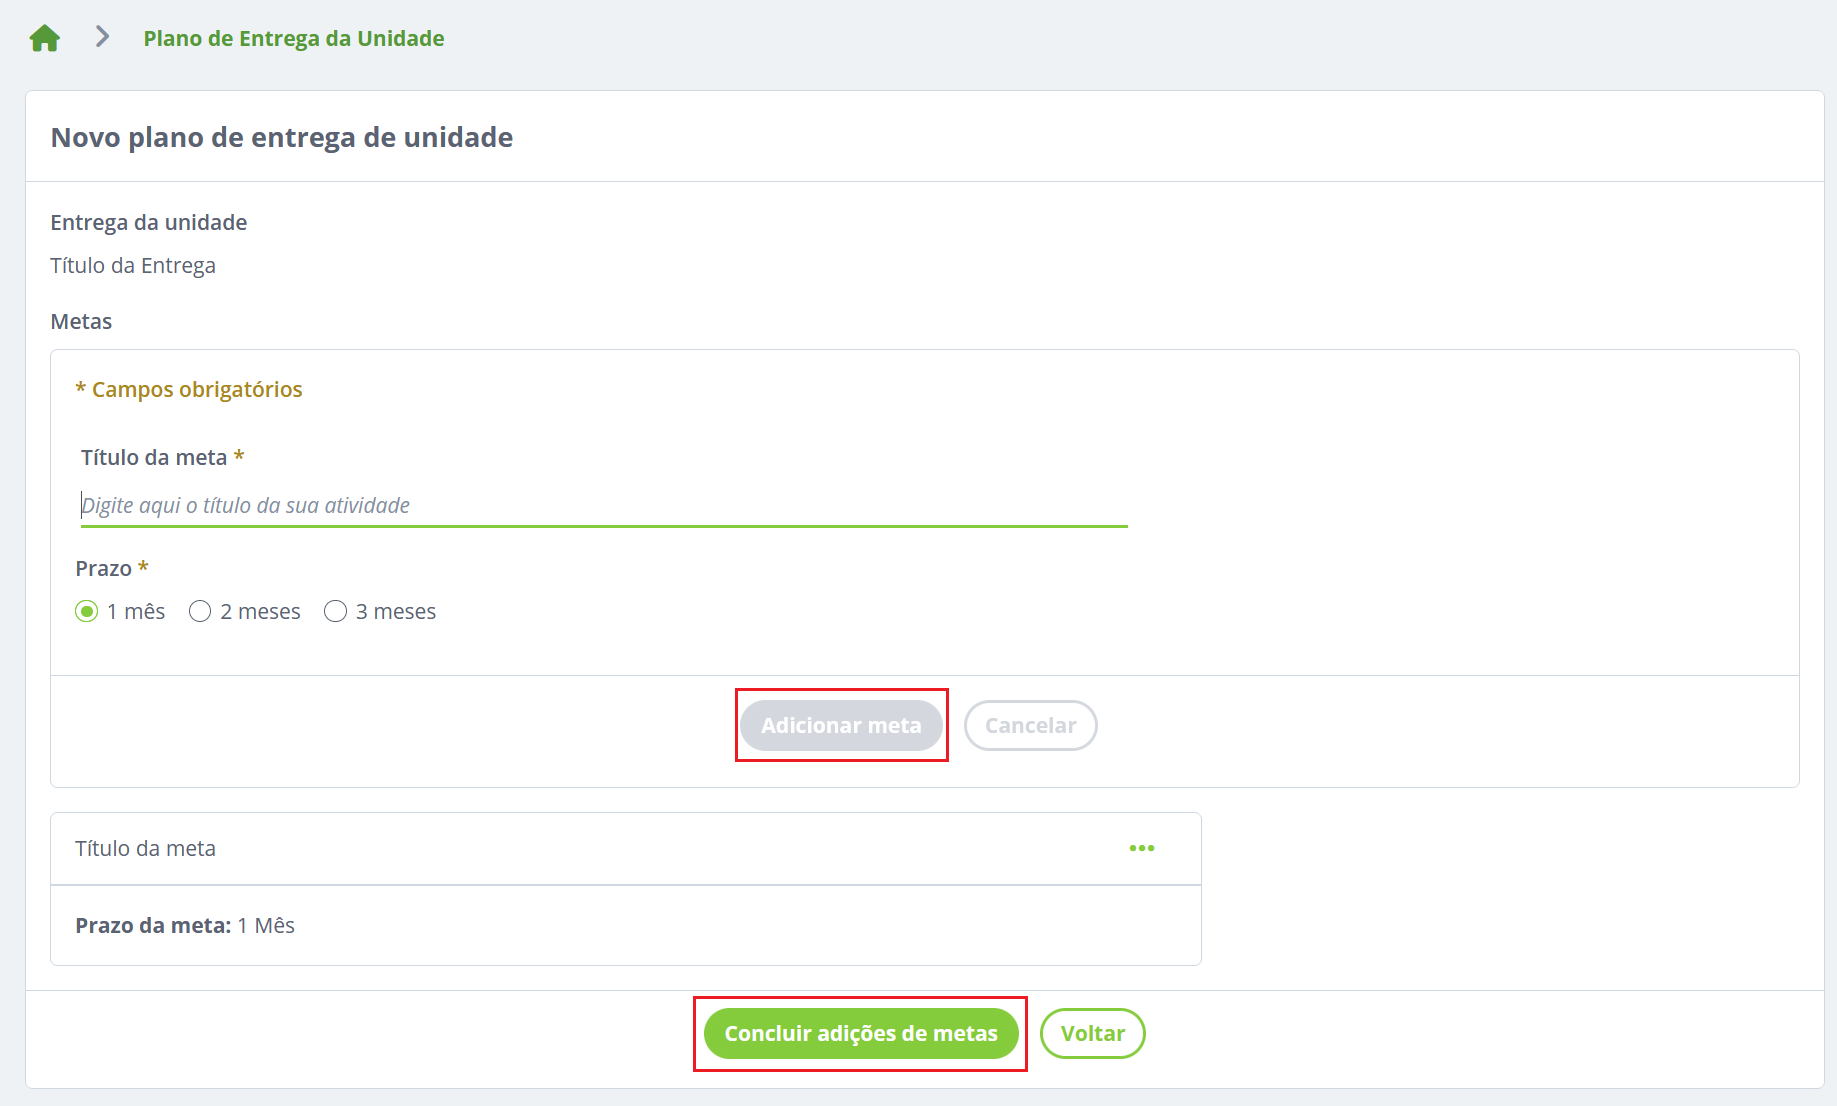 Plano de Entrega da Unidade
Novo plano de entrega de unidade
Entrega da unidade
Título da Entrega
Metas
* Campos obrigatórios
Título da meta *
Digite aqui o título da sua atividade
Prazo *
1 mês 2 meses 3 meses
Adicionar meta Cancelar
Título da meta
Prazo da meta: 1 Mês
Concluir adições de metas Voltar